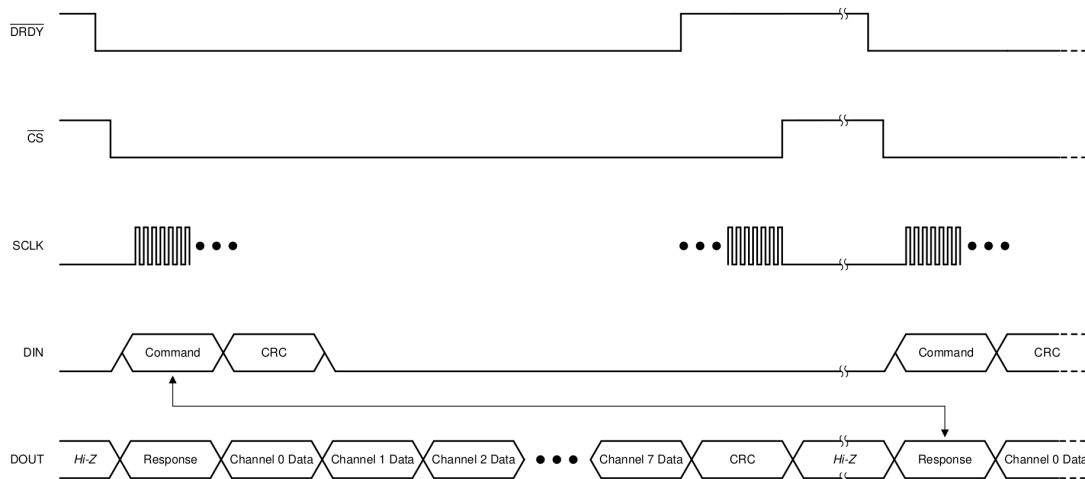 DRDY
CS
SCLK
DIN Command CRC Command CRC
DOUT Hi-Z Response Channel 0 Data Channel 1 Data Channel 2 Data Channel 7 Data CRC Hi-Z Response Channel 0 Data